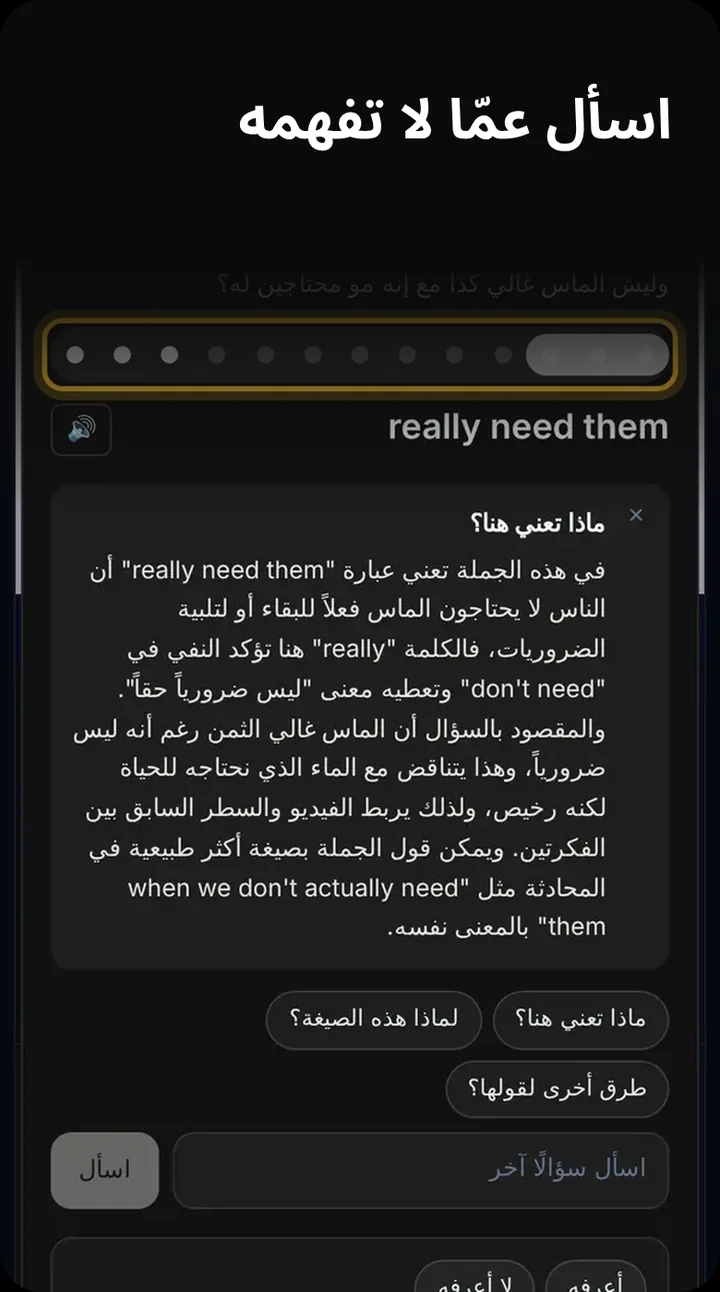 اسأل عمّا لا تفهمه
وليش الماس غالي كذا مع إنه مو محتاجين له؟
really need them
ماذا تعني هنا؟
في هذه الجملة تعني عبارة "really need them" أن
الناس لا يحتاجون الماس فعلاً للبقاء أو لتلبية
الضروريات، فالكلمة "really" هنا تؤكد النفي في
"don't need" وتعطيه معنى "ليس ضرورياً حقاً".
والمقصود بالسؤال أن الماس غالي الثمن رغم أنه ليس
ضرورياً، وهذا يتناقض مع الماء الذي نحتاجه للحياة
لكنه رخيص، ولذلك يربط الفيديو والسطر السابق بين
الفكرتين. ويمكن قول الجملة بصيغة أكثر طبيعية في
المحادثة مثل "when we don't actually need
them" بالمعنى نفسه.
ماذا تعني هنا؟ لماذا هذه الصيغة؟
طرق أخرى لقولها؟
اسأل سؤالًا آخر اسأل
أعرفه لا أعرفه